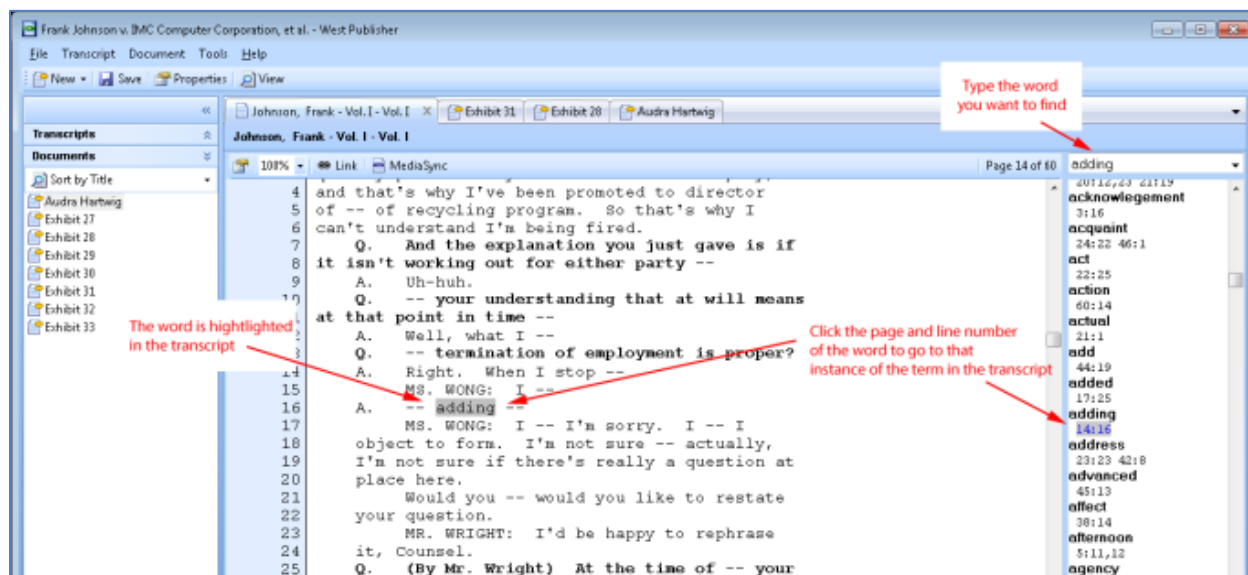 Frank Johnson v. IMC Computer Corporation, et al. - West Publisher
File Transcript Document Tools Help
New Save Properties View
Type the word
you want to find
Johnson, Frank - Vol. I - Vol. I Exhibit 31 Exhibit 28 Audra Hartwig
Transcripts
Johnson, Frank - Vol. I - Vol. I
Documents
100% Link MediaSync Page 14 of 60 adding
Sort by Title
Audra Hartwig
Exhibit 27
Exhibit 28
Exhibit 29
Exhibit 30
Exhibit 31
Exhibit 32
Exhibit 33
4 and that's why I've been promoted to director
5 of -- of recycling program. So that's why I
6 can't understand I'm being fired.
7 Q. And the explanation you just gave is if
8 it isn't working out for either party --
9 A. Uh-huh.
Q. -- your understanding that at will means
at that point in time --
A. Well, what I --
Q. -- termination of employment is proper?
14 A. Right. When I stop --
15 MS. WONG: I --
16 A. -- adding --
17 MS. WONG: I -- I'm sorry. I -- I
18 object to form. I'm not sure -- actually,
19 I'm not sure if there's really a question at
20 place here.
21 Would you -- would you like to restate
22 your question.
23 MR. WRIGHT: I'd be happy to rephrase
24 it, Counsel.
25 Q. (By Mr. Wright) At the time of -- your
The word is hightlighted
in the transcript
Click the page and line number
of the word to go to that
instance of the term in the transcript
20:12,23 21:19
acknowlegement
3:16
acquaint
24:22 46:1
act
22:25
action
60:14
actual
21:1
add
44:19
added
17:25
adding
14:16
address
23:23 42:8
advanced
45:13
affect
38:14
afternoon
5:11,12
agency